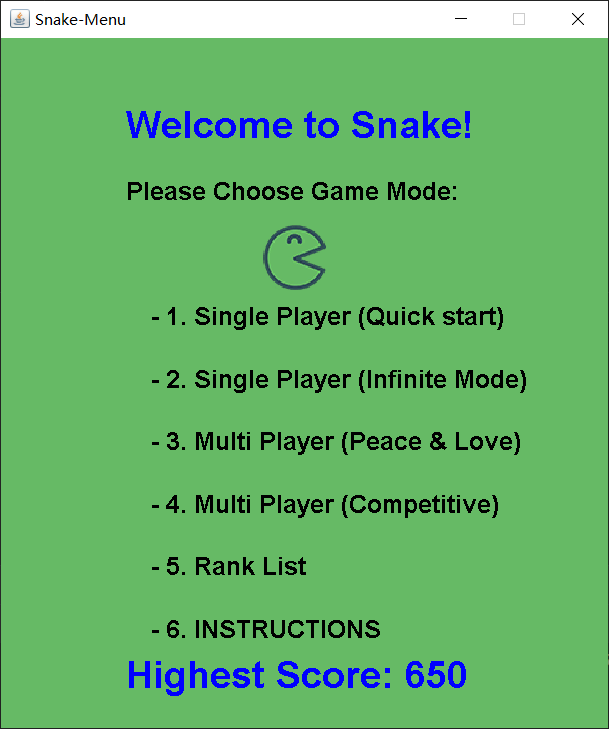 Snake-Menu
Welcome to Snake!
Please Choose Game Mode:
- 1. Single Player (Quick start)
- 2. Single Player (Infinite Mode)
- 3. Multi Player (Peace & Love)
- 4. Multi Player (Competitive)
- 5. Rank List
- 6. INSTRUCTIONS
Highest Score: 650